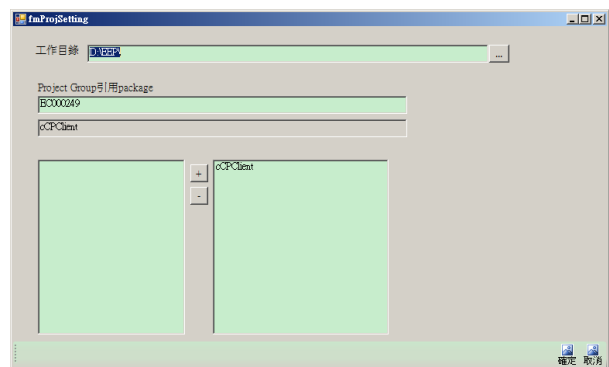 fmProjSetting
工作目錄 D:\EEP\ ...
Project Group引用package
EC000249
cCPClient
+ cCPClient
-
確定 取消